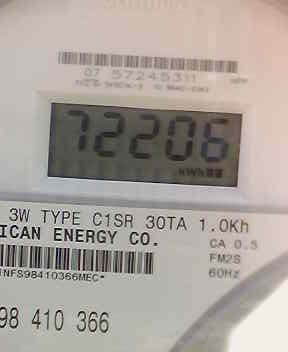 07 57245311
72206
kWh
3W TYPE C1SR 30TA 1.0Kh
ICAN ENERGY CO.
CA 0.5
FM2S
60Hz
NFS98410366MEC*
98 410 366